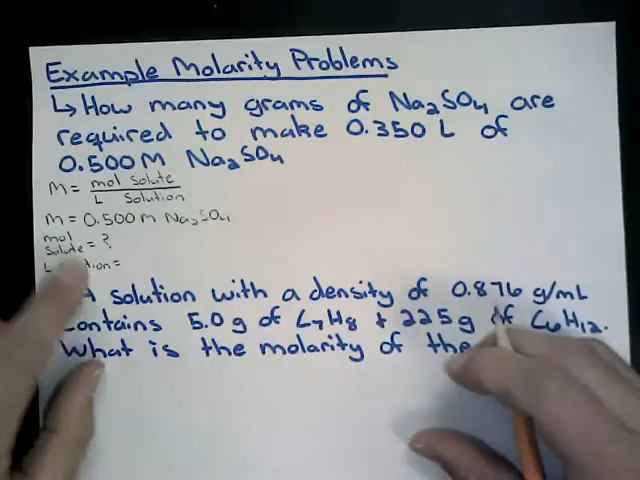 Example Molarity Problems
↳ How many grams of Na₂SO₄ are
required to make 0.350 L of
0.500 M Na₂SO₄
M = mol solute / L solution
M = 0.500 M Na₂SO₄
mol
solute = ?
L =
solution with a density of 0.876 g/mL
contains 5.0 g of C₇H₈ + 225 g of C₆H₁₂.
What is the molarity of the